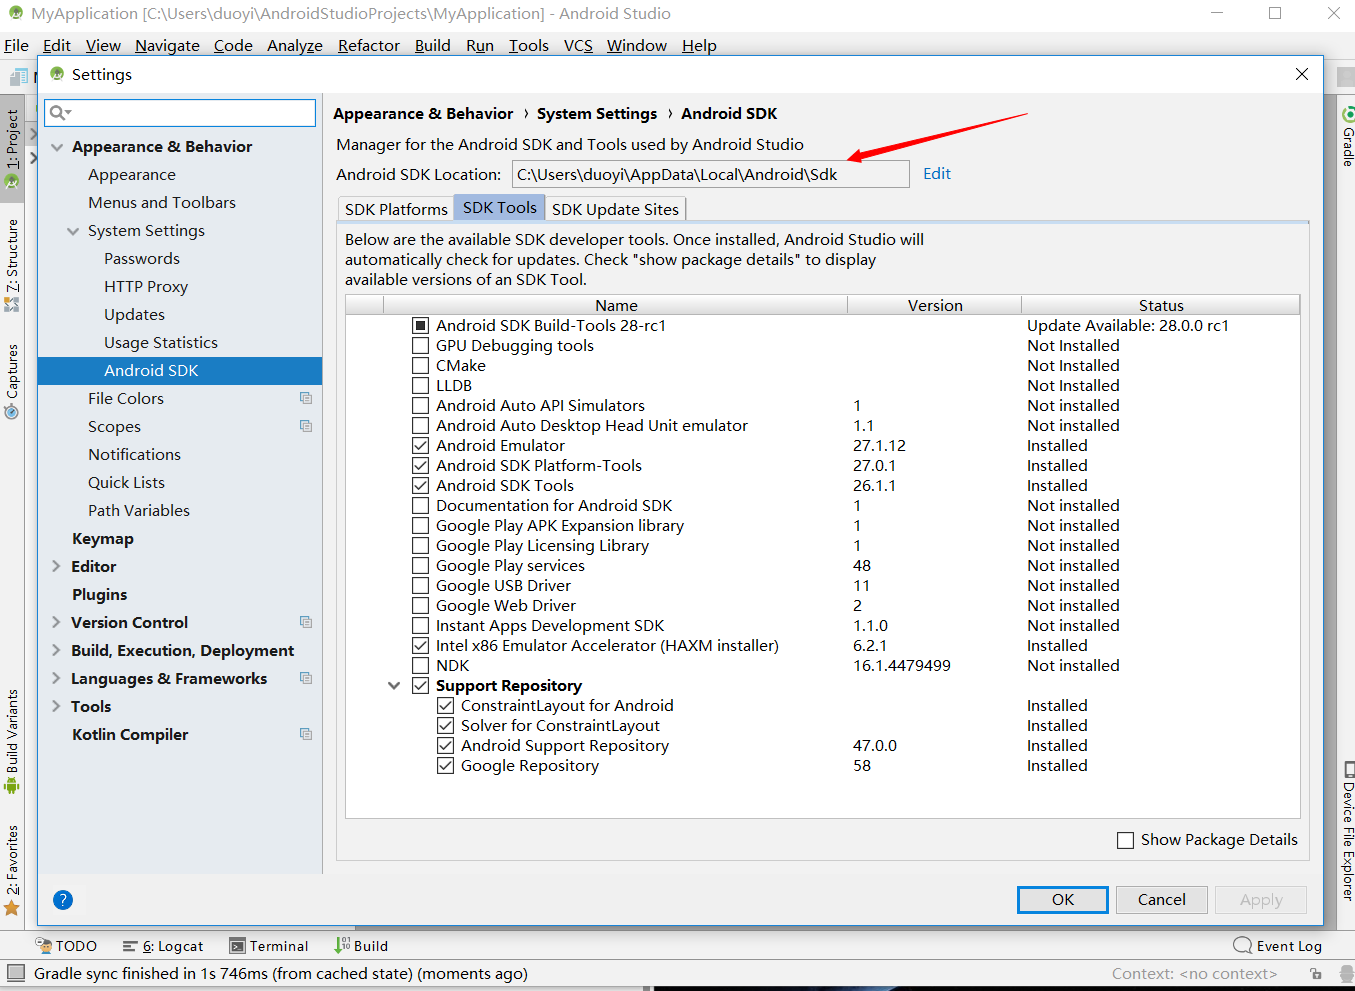 MyApplication [C:\Users\duoyi\AndroidStudioProjects\MyApplication] - Android Studio
File Edit View Navigate Code Analyze Refactor Build Run Tools VCS Window Help
Settings
1: Project
Z: Structure
Captures
Build Variants
2: Favorites
Appearance & Behavior
Appearance
Menus and Toolbars
System Settings
Passwords
HTTP Proxy
Updates
Usage Statistics
Android SDK
File Colors
Scopes
Notifications
Quick Lists
Path Variables
Keymap
Editor
Plugins
Version Control
Build, Execution, Deployment
Languages & Frameworks
Tools
Kotlin Compiler
Appearance & Behavior › System Settings › Android SDK
Manager for the Android SDK and Tools used by Android Studio
Android SDK Location: C:\Users\duoyi\AppData\Local\Android\Sdk Edit
SDK Platforms SDK Tools SDK Update Sites
Below are the available SDK developer tools. Once installed, Android Studio will
automatically check for updates. Check "show package details" to display
available versions of an SDK Tool.
Name Version Status
Android SDK Build-Tools 28-rc1 Update Available: 28.0.0 rc1
GPU Debugging tools Not Installed
CMake Not Installed
LLDB Not Installed
Android Auto API Simulators 1 Not installed
Android Auto Desktop Head Unit emulator 1.1 Not installed
Android Emulator 27.1.12 Installed
Android SDK Platform-Tools 27.0.1 Installed
Android SDK Tools 26.1.1 Installed
Documentation for Android SDK 1 Not installed
Google Play APK Expansion library 1 Not installed
Google Play Licensing Library 1 Not installed
Google Play services 48 Not installed
Google USB Driver 11 Not installed
Google Web Driver 2 Not installed
Instant Apps Development SDK 1.1.0 Not installed
Intel x86 Emulator Accelerator (HAXM installer) 6.2.1 Installed
NDK 16.1.4479499 Not installed
Support Repository
ConstraintLayout for Android Installed
Solver for ConstraintLayout Installed
Android Support Repository 47.0.0 Installed
Google Repository 58 Installed
Show Package Details
OK Cancel Apply
Gradle
Device File Explorer
TODO 6: Logcat Terminal Build Event Log
Gradle sync finished in 1s 746ms (from cached state) (moments ago) Context: <no context>